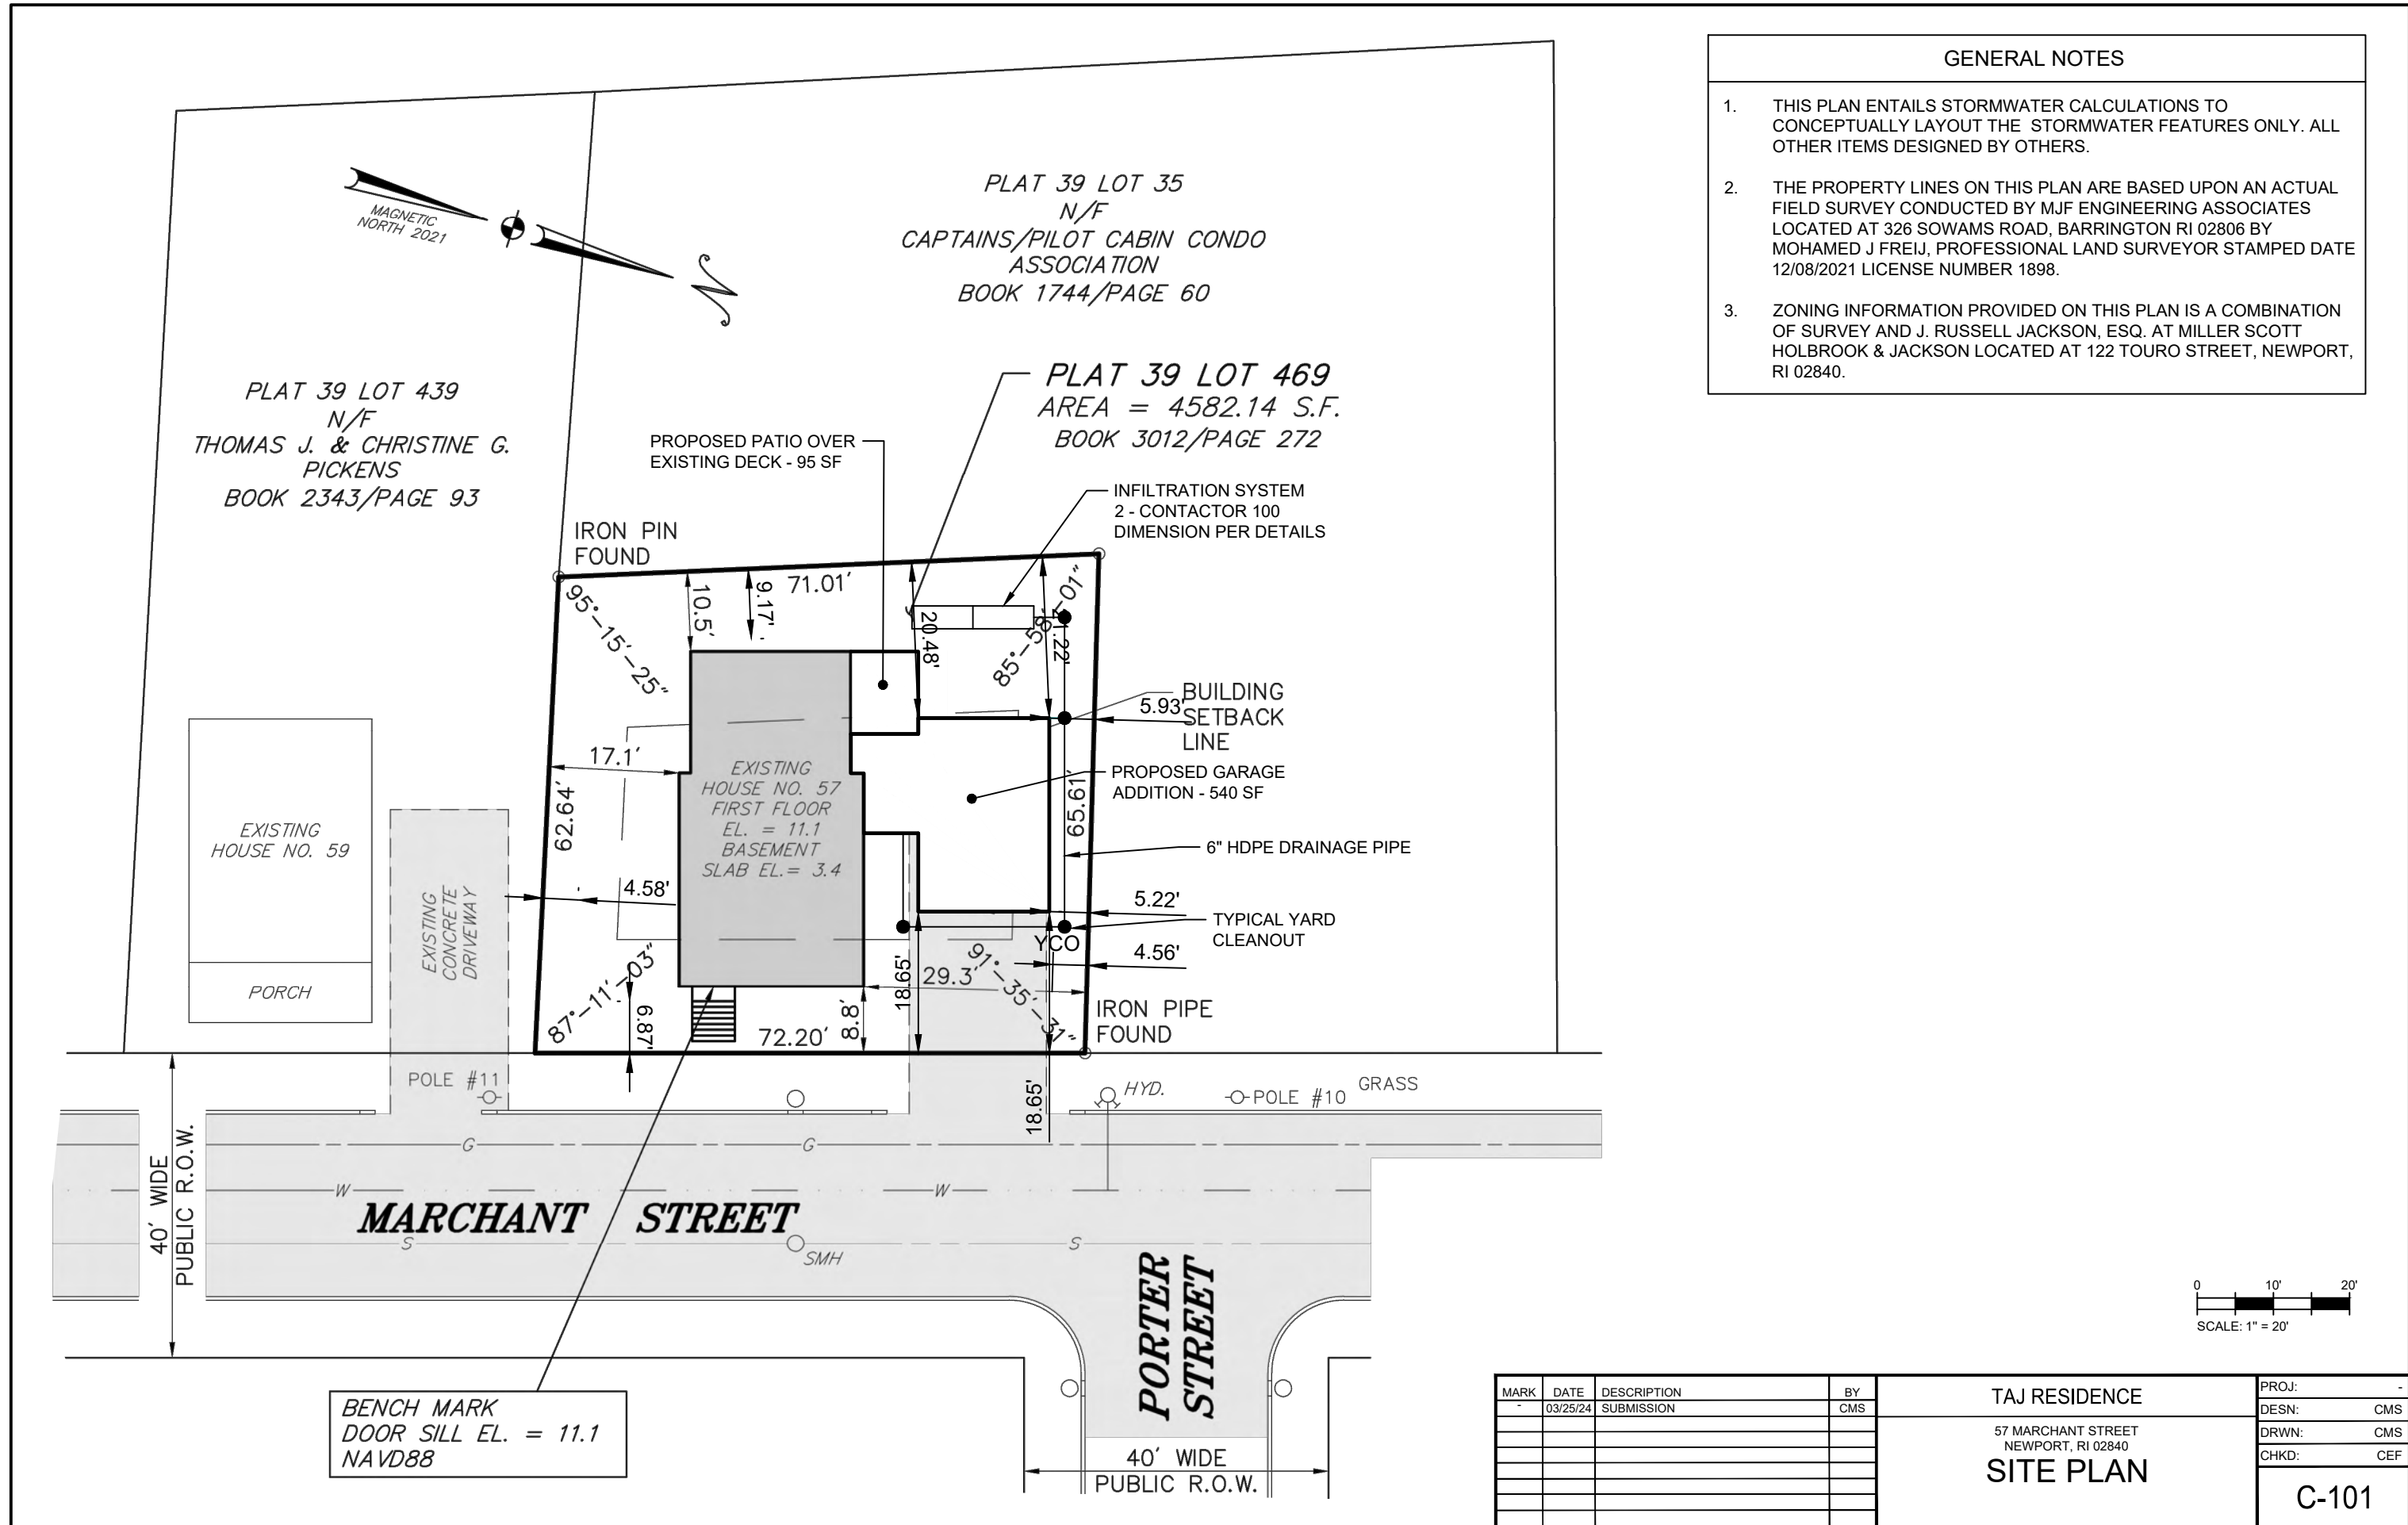 GENERAL NOTES
1. THIS PLAN ENTAILS STORMWATER CALCULATIONS TO
CONCEPTUALLY LAYOUT THE STORMWATER FEATURES ONLY. ALL
OTHER ITEMS DESIGNED BY OTHERS.
2. THE PROPERTY LINES ON THIS PLAN ARE BASED UPON AN ACTUAL
FIELD SURVEY CONDUCTED BY MJF ENGINEERING ASSOCIATES
LOCATED AT 326 SOWAMS ROAD, BARRINGTON RI 02806 BY
MOHAMED J FREIJ, PROFESSIONAL LAND SURVEYOR STAMPED DATE
12/08/2021 LICENSE NUMBER 1898.
3. ZONING INFORMATION PROVIDED ON THIS PLAN IS A COMBINATION
OF SURVEY AND J. RUSSELL JACKSON, ESQ. AT MILLER SCOTT
HOLBROOK & JACKSON LOCATED AT 122 TOURO STREET, NEWPORT,
RI 02840.
MAGNETIC
NORTH 2021
N
PLAT 39 LOT 35
N/F
CAPTAINS/PILOT CABIN CONDO
ASSOCIATION
BOOK 1744/PAGE 60
PLAT 39 LOT 439
N/F
THOMAS J. & CHRISTINE G.
PICKENS
BOOK 2343/PAGE 93
PLAT 39 LOT 469
AREA = 4582.14 S.F.
BOOK 3012/PAGE 272
PROPOSED PATIO OVER
EXISTING DECK - 95 SF
INFILTRATION SYSTEM
2 - CONTACTOR 100
DIMENSION PER DETAILS
IRON PIN
FOUND
95°-15'-25"
10.5'
9.17'
71.01'
20.48'
85°-58'-01"
.22'
BUILDING
SETBACK
LINE
5.93'
17.1'
62.64'
4.58'
EXISTING
HOUSE NO. 57
FIRST FLOOR
EL. = 11.1
BASEMENT
SLAB EL.= 3.4
PROPOSED GARAGE
ADDITION - 540 SF
65.61'
6" HDPE DRAINAGE PIPE
5.22'
TYPICAL YARD
CLEANOUT
YCO
4.56'
EXISTING
HOUSE NO. 59
PORCH
EXISTING
CONCRETE
DRIVEWAY
87°-11'-03"
6.87'
72.20'
8.8'
18.65'
29.3'
91°-35'-31"
IRON PIPE
FOUND
18.65'
POLE #11
HYD.
POLE #10
GRASS
G
G
W
W
MARCHANT STREET
S
S
SMH
40' WIDE
PUBLIC R.O.W.
PORTER
STREET
40' WIDE
PUBLIC R.O.W.
BENCH MARK
DOOR SILL EL. = 11.1
NAVD88
0 10' 20'
SCALE: 1" = 20'
MARK DATE DESCRIPTION BY
- 03/25/24 SUBMISSION CMS
TAJ RESIDENCE
57 MARCHANT STREET
NEWPORT, RI 02840
SITE PLAN
PROJ: -
DESN: CMS
DRWN: CMS
CHKD: CEF
C-101